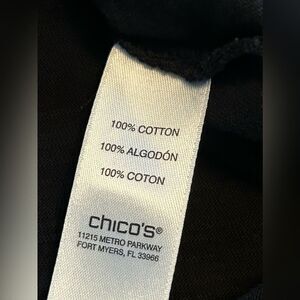 100% COTTON
100% ALGODÓN
100% COTON
chico's®
11215 METRO PARKWAY
FORT MYERS, FL 33966